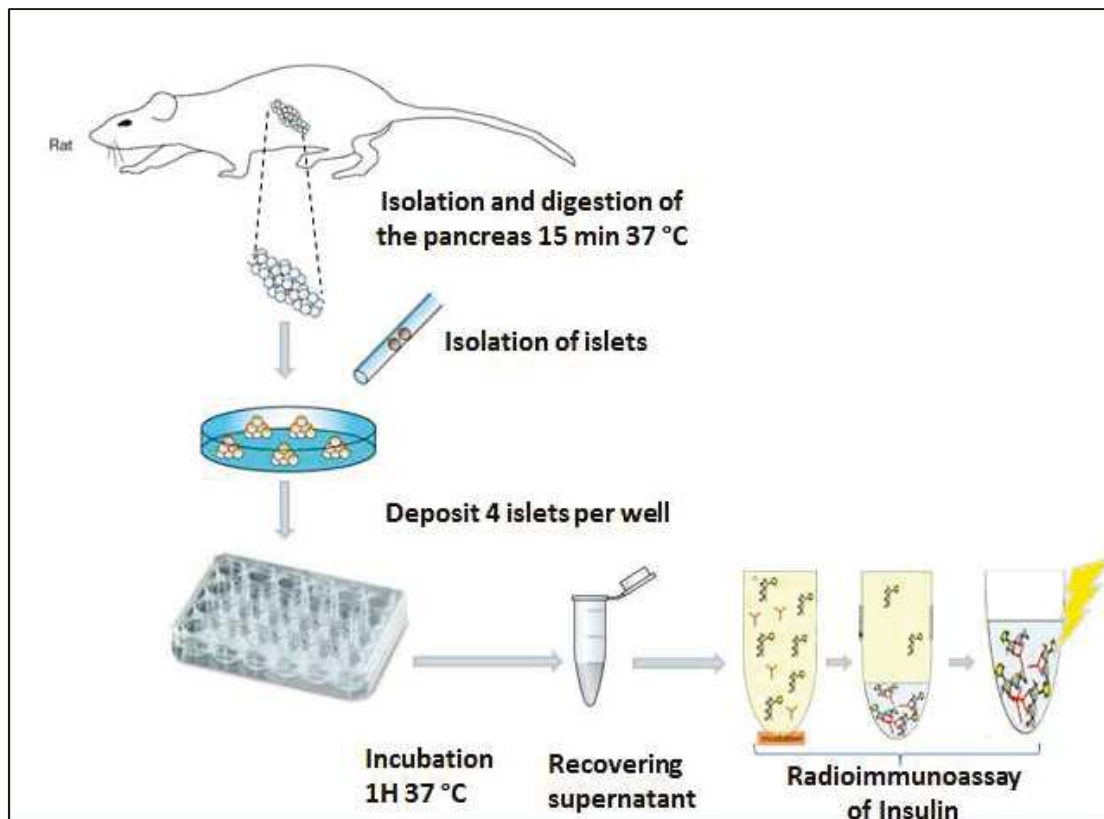 Rat
Isolation and digestion of
the pancreas 15 min 37 °C
Isolation of islets
Deposit 4 islets per well
Incubation
1H 37 °C
Recovering
supernatant
Radioimmunoassay
of Insulin